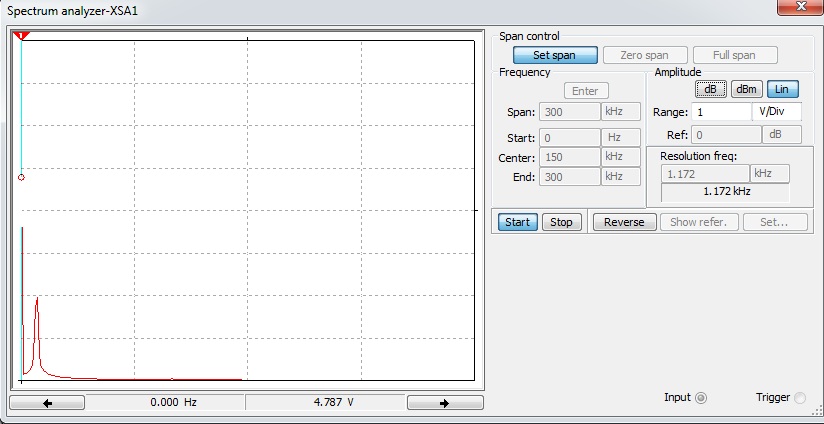 Spectrum analyzer-XSA1
1
Span control
Set span Zero span Full span
Frequency
Enter
Span: 300 kHz
Start: 0 Hz
Center: 150 kHz
End: 300 kHz
Amplitude
dB dBm Lin
Range: 1 V/Div
Ref: 0 dB
Resolution freq:
1.172 kHz
1.172 kHz
Start Stop Reverse Show refer. Set...
0.000 Hz 4.787 V
Input Trigger